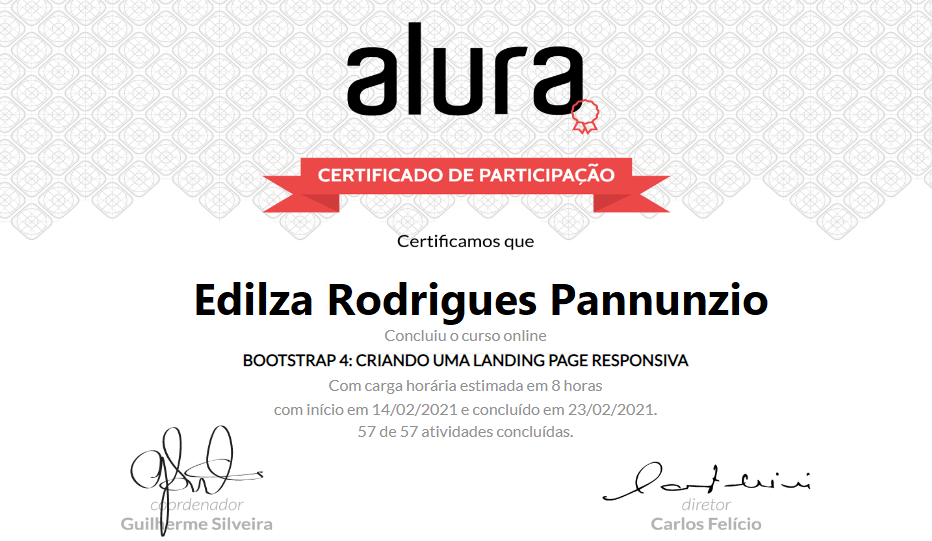 alura
CERTIFICADO DE PARTICIPAÇÃO
Certificamos que
Edilza Rodrigues Pannunzio
Concluiu o curso online
BOOTSTRAP 4: CRIANDO UMA LANDING PAGE RESPONSIVA
Com carga horária estimada em 8 horas
com início em 14/02/2021 e concluído em 23/02/2021.
57 de 57 atividades concluídas.
coordenador
Guilherme Silveira
diretor
Carlos Felício